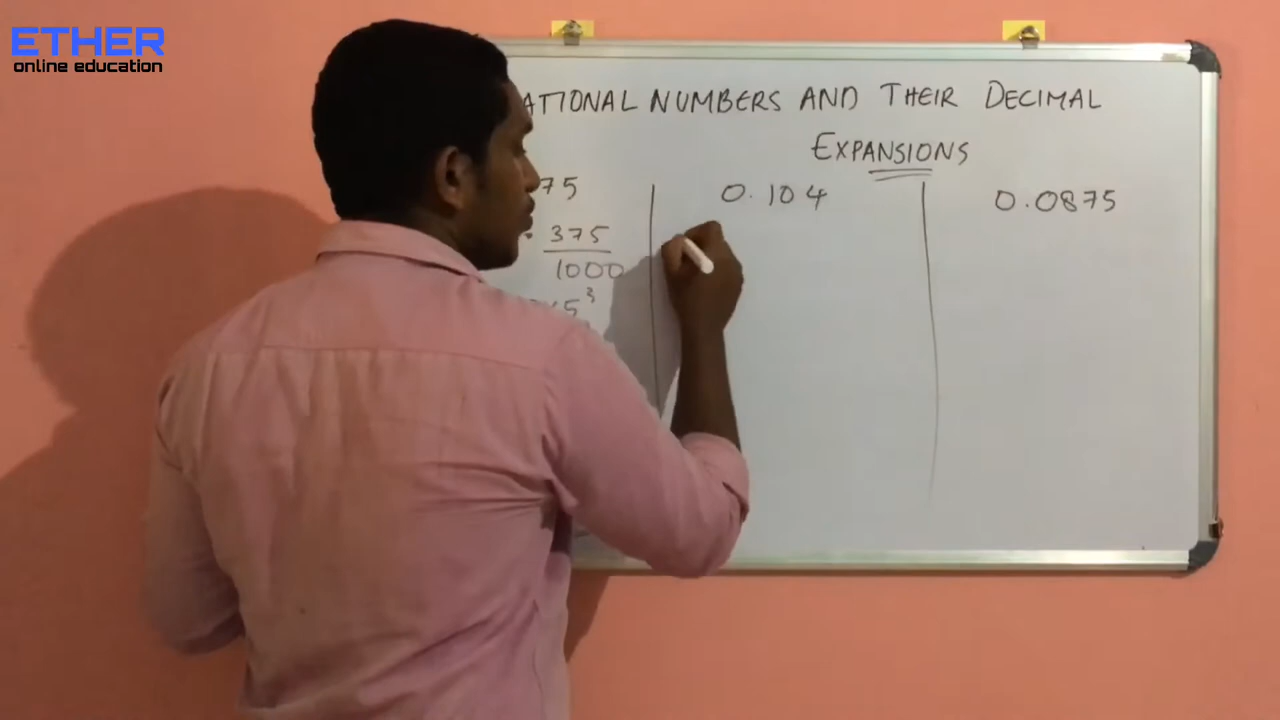 ETHER
online education
ATIONAL NUMBERS AND THEIR DECIMAL
EXPANSIONS
75
0.104
0.0875
375
1000
5³